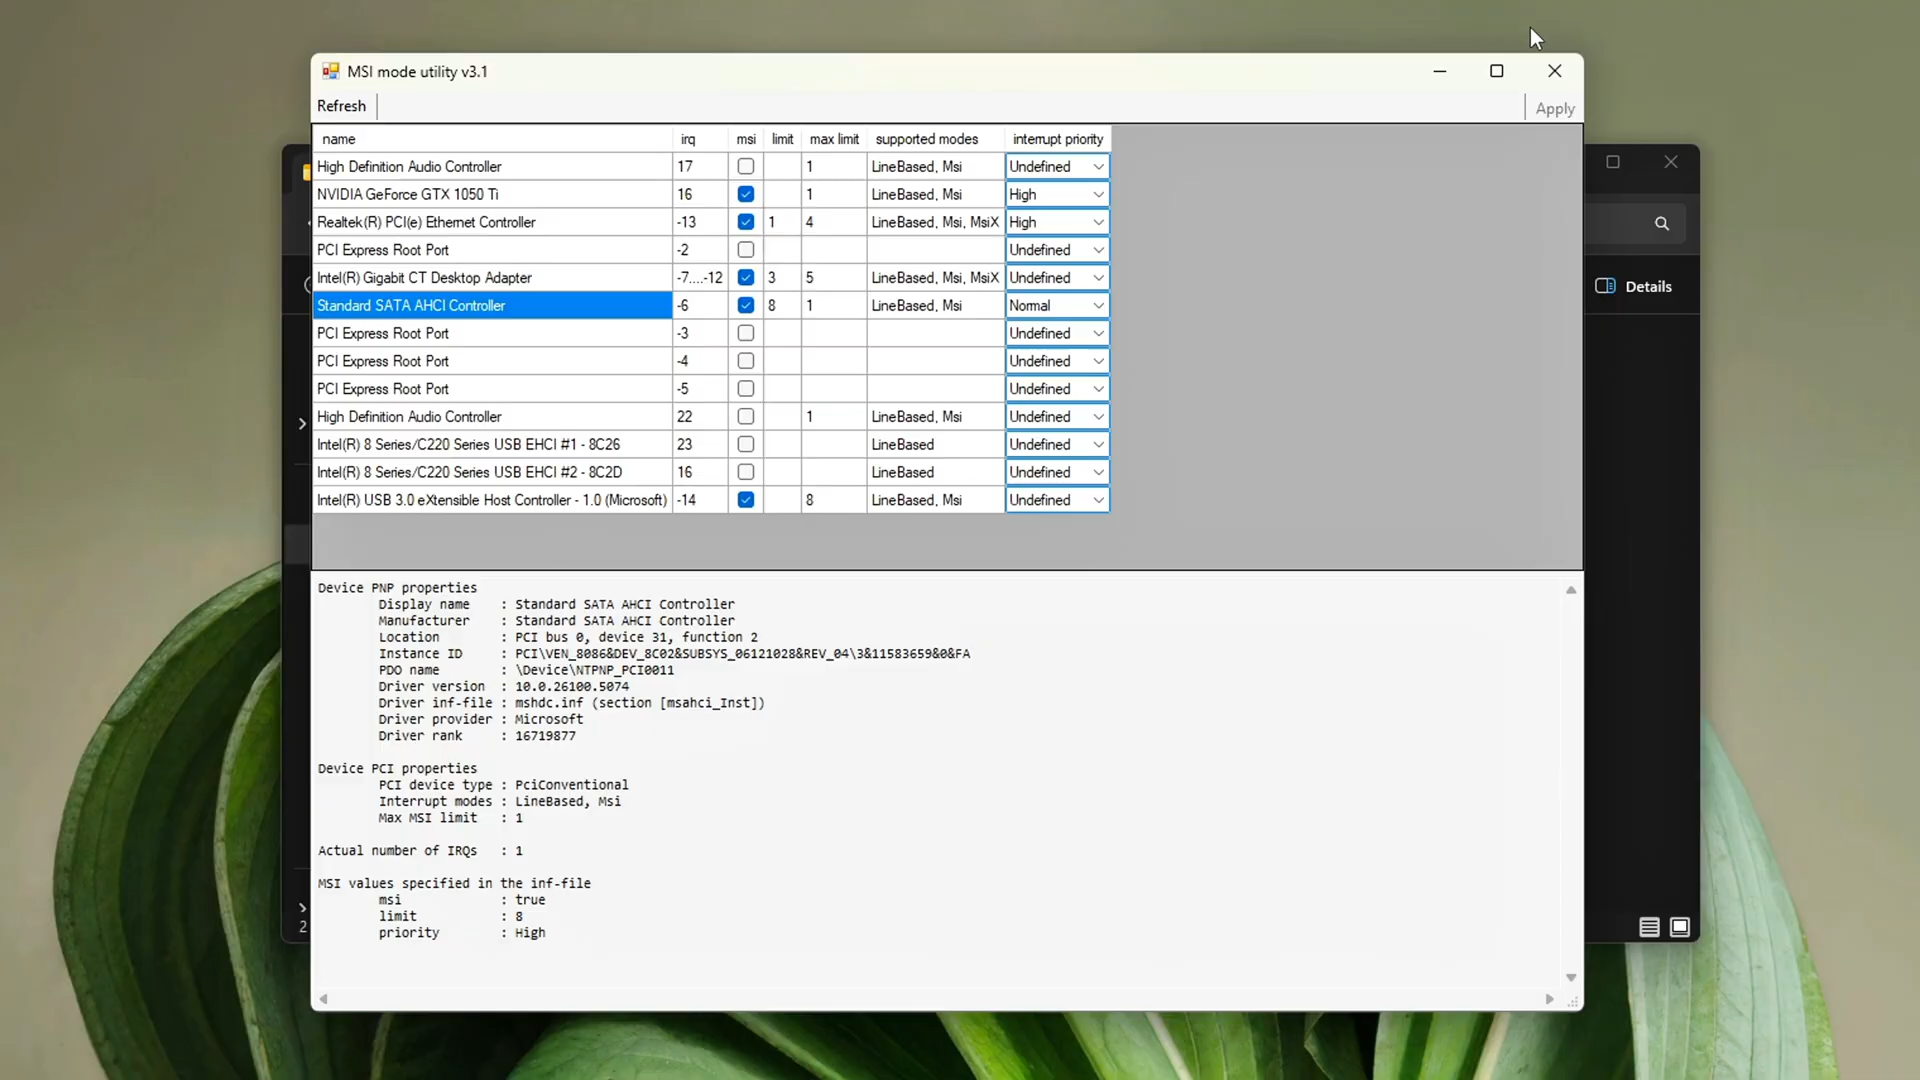 MSI mode utility v3.1
Refresh
Apply
name irq msi limit max limit supported modes interrupt priority
High Definition Audio Controller 17 1 LineBased, Msi Undefined
NVIDIA GeForce GTX 1050 Ti 16 1 LineBased, Msi High
Realtek(R) PCI(e) Ethernet Controller -13 1 4 LineBased, Msi, MsiX High
PCI Express Root Port -2 Undefined
Intel(R) Gigabit CT Desktop Adapter -7....-12 3 5 LineBased, Msi, MsiX Undefined
Standard SATA AHCI Controller -6 8 1 LineBased, Msi Normal
PCI Express Root Port -3 Undefined
PCI Express Root Port -4 Undefined
PCI Express Root Port -5 Undefined
High Definition Audio Controller 22 1 LineBased, Msi Undefined
Intel(R) 8 Series/C220 Series USB EHCI #1 - 8C26 23 LineBased Undefined
Intel(R) 8 Series/C220 Series USB EHCI #2 - 8C2D 16 LineBased Undefined
Intel(R) USB 3.0 eXtensible Host Controller - 1.0 (Microsoft) -14 8 LineBased, Msi Undefined
Details
Device PNP properties
Display name : Standard SATA AHCI Controller
Manufacturer : Standard SATA AHCI Controller
Location : PCI bus 0, device 31, function 2
Instance ID : PCI\VEN_8086&DEV_8C02&SUBSYS_06121028&REV_04\3&11583659&0&FA
PDO name : \Device\NTPNP_PCI0011
Driver version : 10.0.26100.5074
Driver inf-file : mshdc.inf (section [msahci_Inst])
Driver provider : Microsoft
Driver rank : 16719877
Device PCI properties
PCI device type : PciConventional
Interrupt modes : LineBased, Msi
Max MSI limit : 1
Actual number of IRQs : 1
MSI values specified in the inf-file
msi : true
limit : 8
priority : High
2